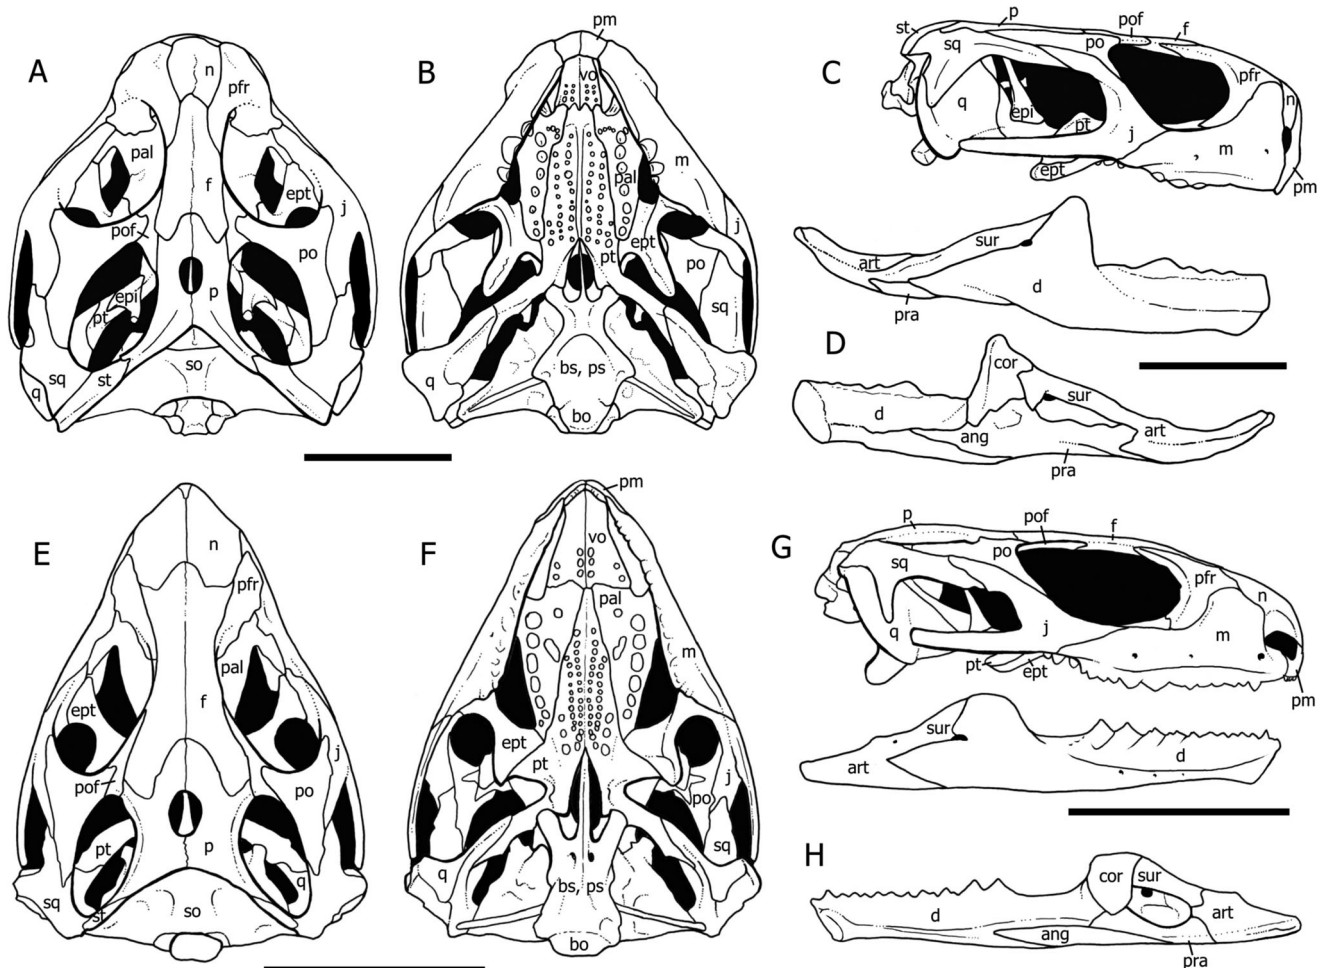 A
n
pfr
pal
f
ept
j
pof
po
epi
p
pt
so
sq
st
q
B
pm
vo
m
pal
j
ept
pt
po
sq
bs, ps
q
bo
C
p
pof
f
st
sq
po
pfr
n
q
epi
pt
j
m
ept
pm
sur
art
d
pra
D
cor
sur
d
ang
art
pra
E
n
pfr
pal
f
ept
j
pof
po
pt
p
q
sq
st
so
F
pm
vo
pal
m
ept
pt
j
po
sq
q
bs, ps
bo
G
p
pof
f
po
sq
pfr
n
q
j
m
pt
ept
pm
sur
art
d
H
cor
sur
d
ang
art
pra